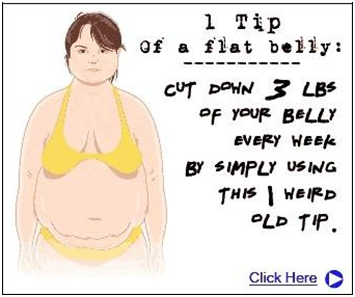 1 Tip
Of a flat belly:
-----------
CUT DOWN 3 LBS
OF YOUR BELLY
EVERY WEEK
BY SIMPLY USING
THIS 1 WEIRD
OLD TIP.
Click Here